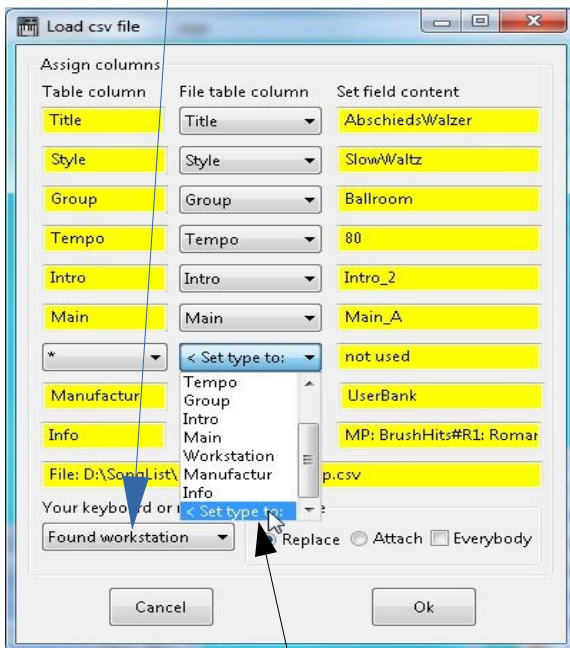 Load csv file
Assign columns
Table column File table column Set field content
Title Title AbschiedsWalzer
Style Style SlowWaltz
Group Group Ballroom
Tempo Tempo 80
Intro Intro Intro_2
Main Main Main_A
* < Set type to: not used
Tempo
Group
Manufactur UserBank
Intro
Main
Info MP: BrushHits#R1: Romar
Workstation
File: D:\SongList\ Manufactur p.csv
Info
Your keyboard or < Set type to: e
Found workstation Replace Attach Everybody
Cancel Ok